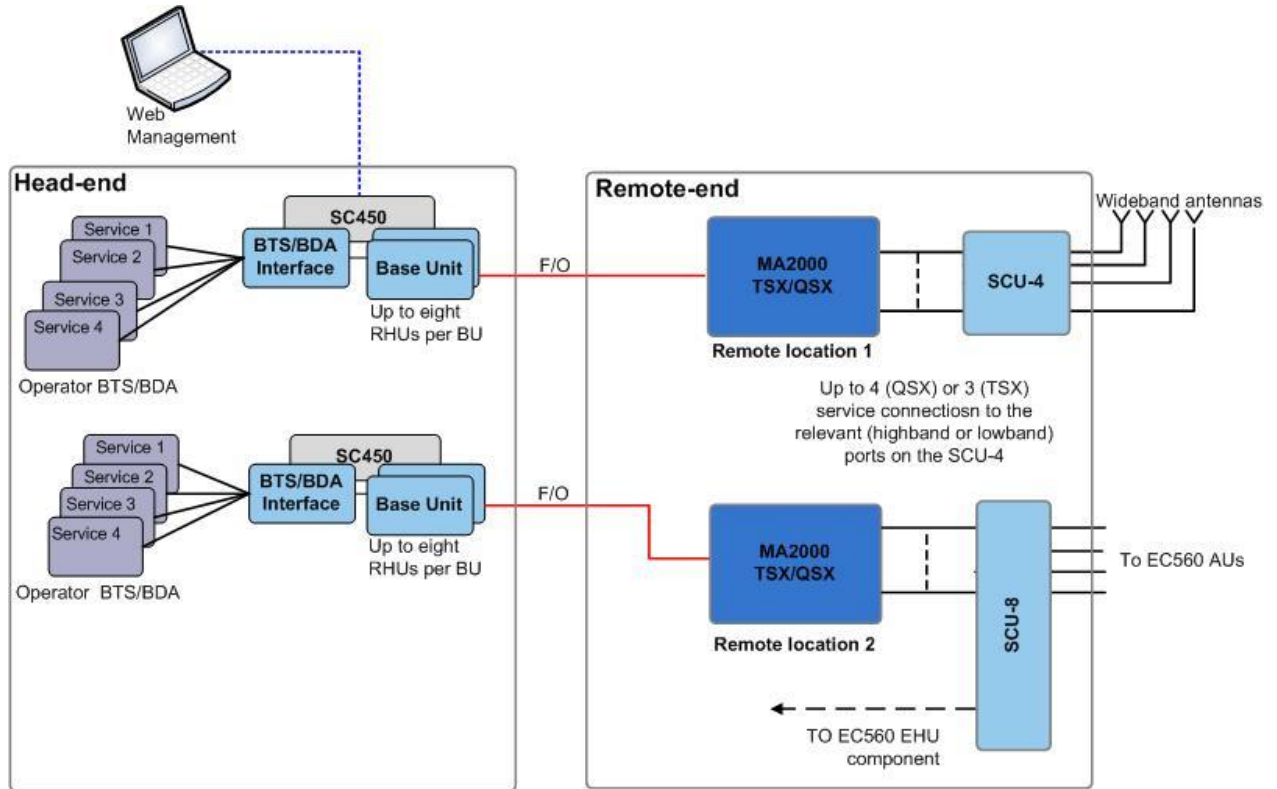 Web
Management
Head-end
Service 1
Service 2
Service 3
Service 4
Operator BTS/BDA
SC450
BTS/BDA
Interface
Base Unit
Up to eight
RHUs per BU
F/O
Remote-end
MA2000
TSX/QSX
Remote location 1
SCU-4
Wideband antennas
Up to 4 (QSX) or 3 (TSX)
service connectiosn to the
relevant (highband or lowband)
ports on the SCU-4
Service 1
Service 2
Service 3
Service 4
Operator BTS/BDA
SC450
BTS/BDA
Interface
Base Unit
Up to eight
RHUs per BU
F/O
MA2000
TSX/QSX
Remote location 2
SCU-8
To EC560 AUs
TO EC560 EHU
component